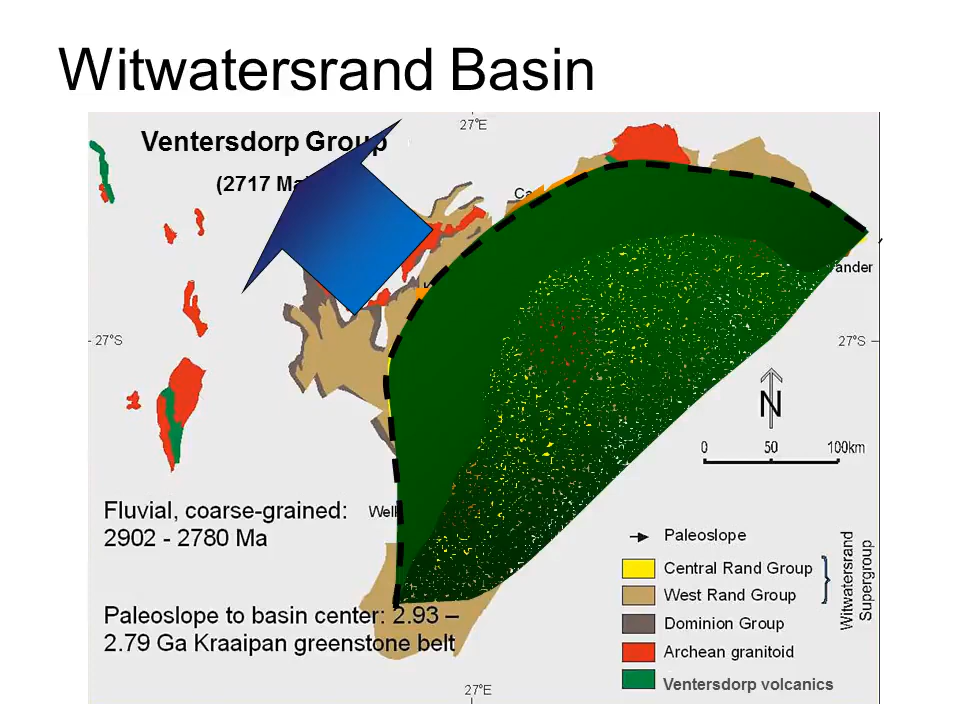 Witwatersrand Basin
27°E
Ventersdorp Group
(2717 Ma
27°S
27°S
N
0 50 100km
Fluvial, coarse-grained:
2902 - 2780 Ma
Paleoslope
Central Rand Group
West Rand Group
Witwatersrand
Supergroup
Paleoslope to basin center: 2.93 –
2.79 Ga Kraaipan greenstone belt
Dominion Group
Archean granitoid
Ventersdorp volcanics
27°E